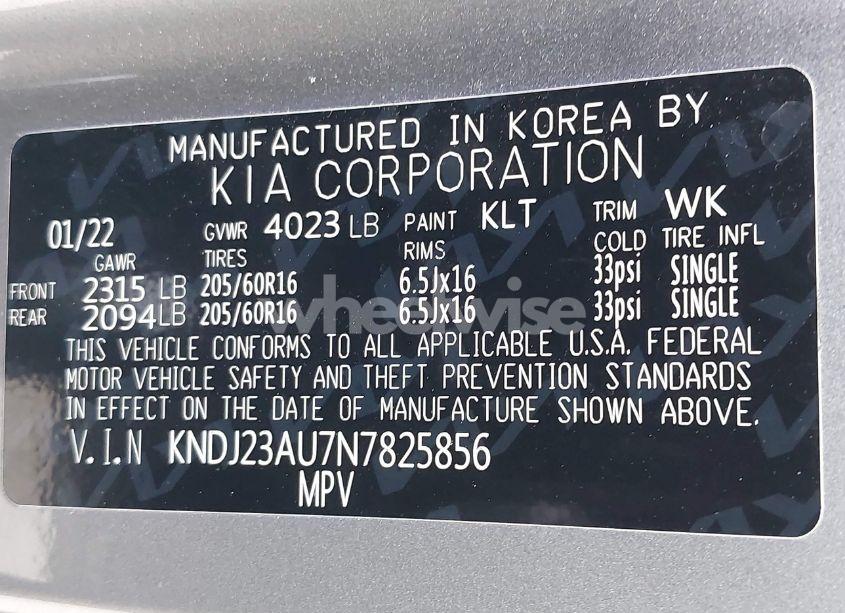 MANUFACTURED IN KOREA BY
KIA CORPORATION
01/22 GVWR 4023 LB PAINT KLT TRIM WK
GAWR TIRES RIMS COLD TIRE INFL
FRONT 2315 LB 205/60R16 6.5Jx16 33psi SINGLE
REAR 2094LB 205/60R16 6.5Jx16 33psi SINGLE
wheelwise
THIS VEHICLE CONFORMS TO ALL APPLICABLE U.S.A. FEDERAL
MOTOR VEHICLE SAFETY AND THEFT PREVENTION STANDARDS
IN EFFECT ON THE DATE OF MANUFACTURE SHOWN ABOVE.
V.I.N KNDJ23AU7N7825856
MPV